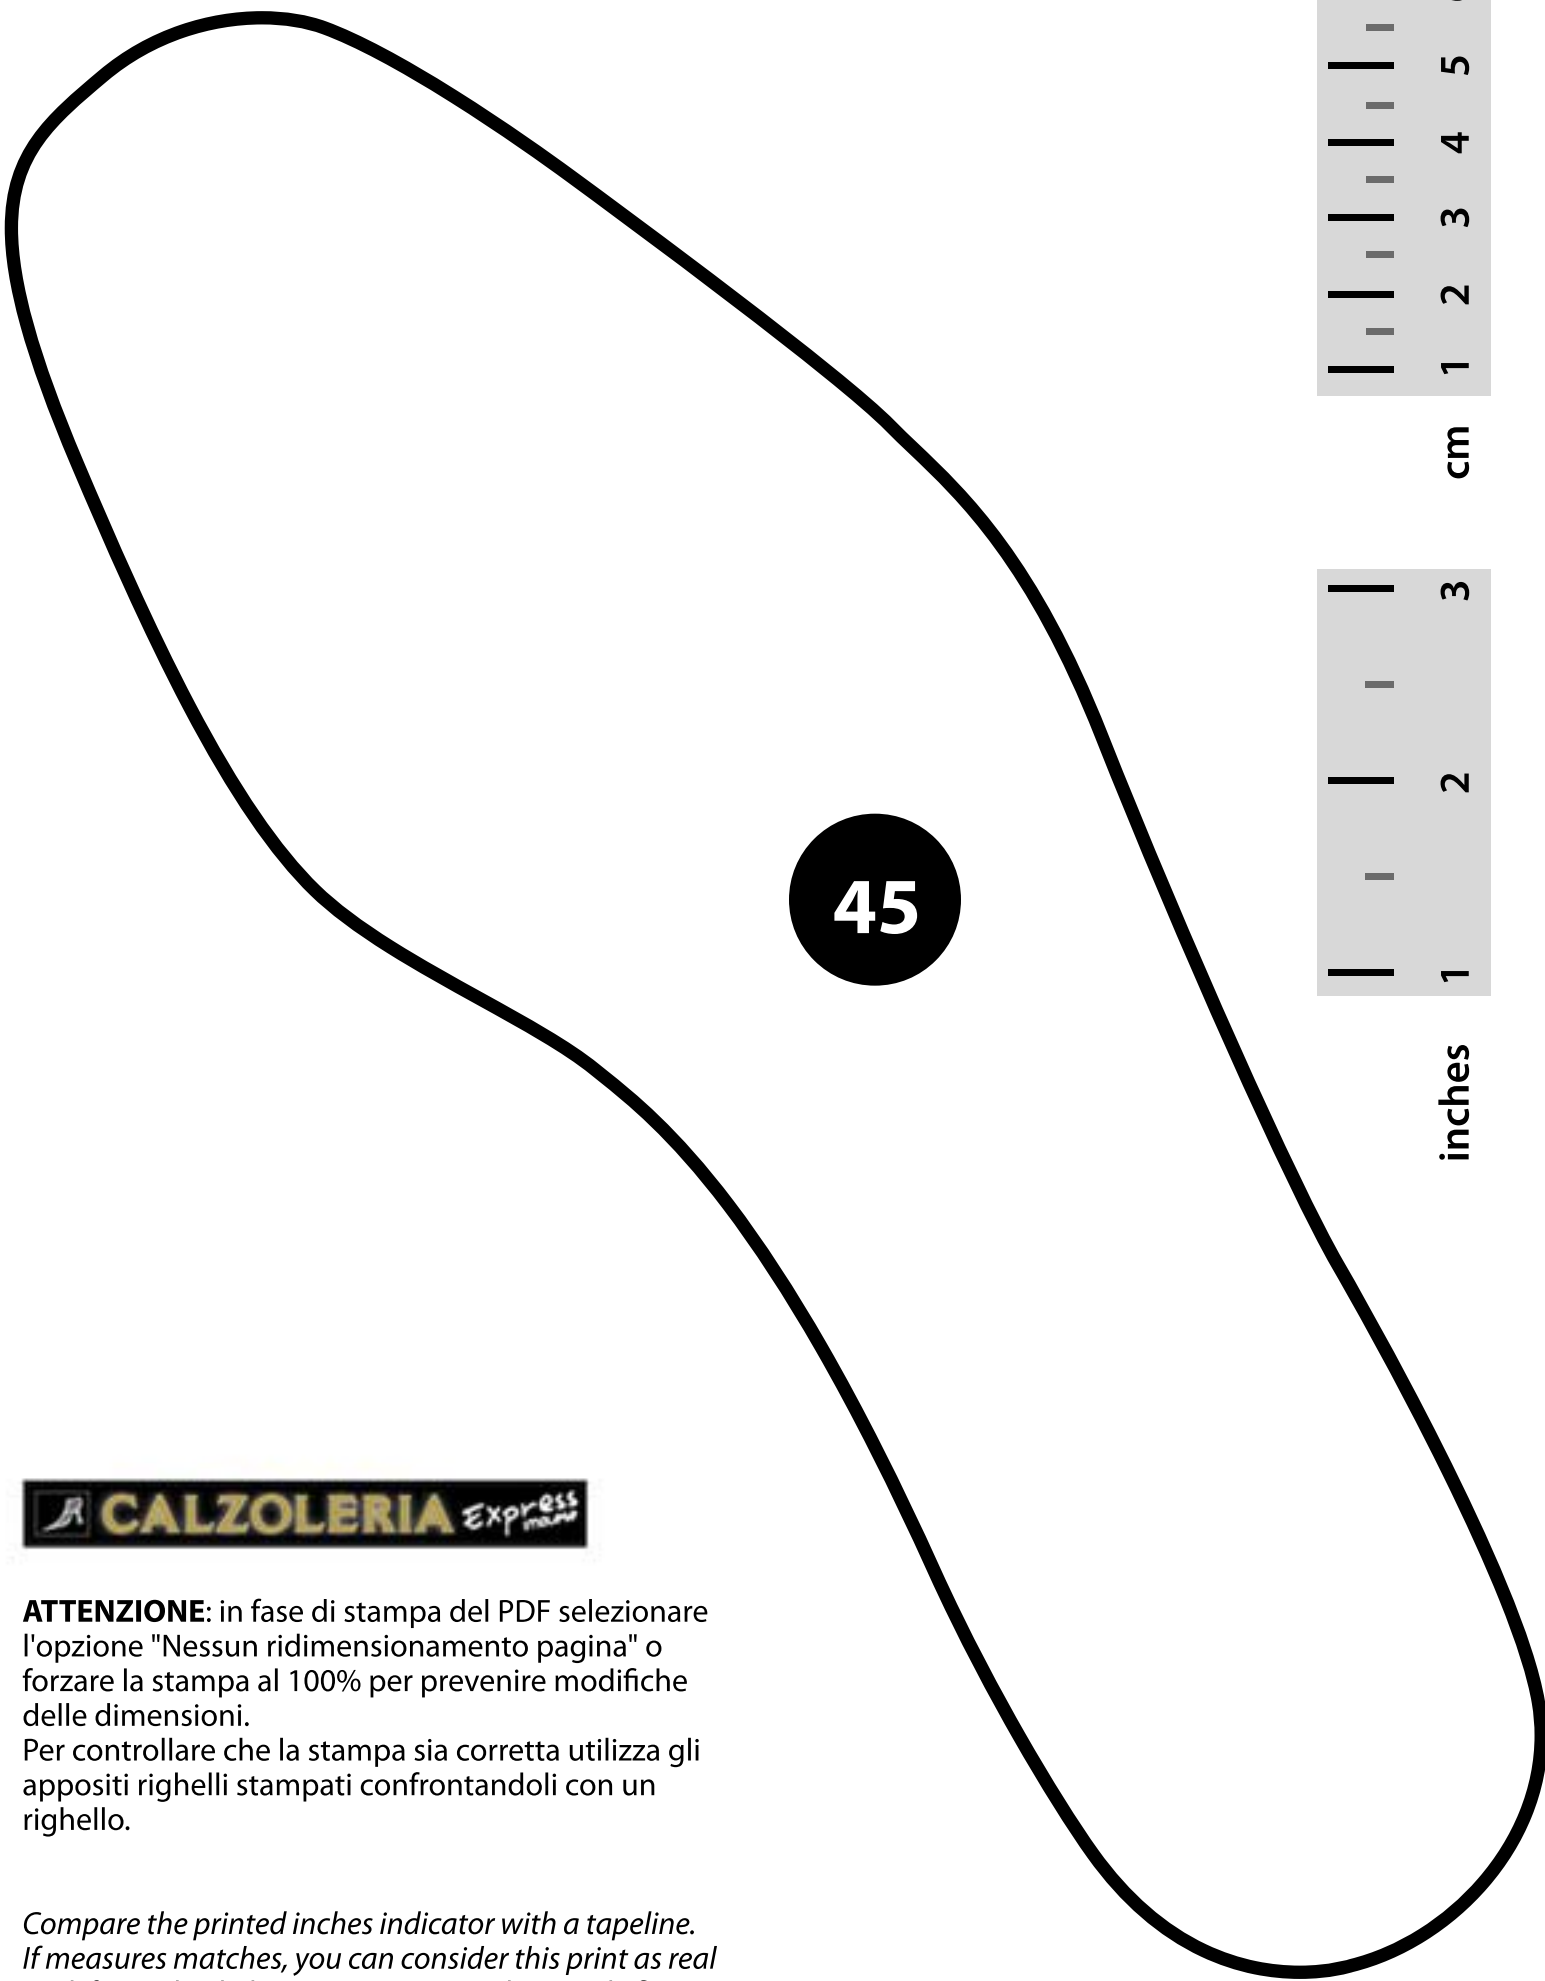 5
4
3
2
1
cm
3
2
1
inches
45
CALZOLERIA Express
ATTENZIONE: in fase di stampa del PDF selezionare
l'opzione "Nessun ridimensionamento pagina" o
forzare la stampa al 100% per prevenire modifiche
delle dimensioni.
Per controllare che la stampa sia corretta utilizza gli
appositi righelli stampati confrontandoli con un
righello.
Compare the printed inches indicator with a tapeline.
If measures matches, you can consider this print as real